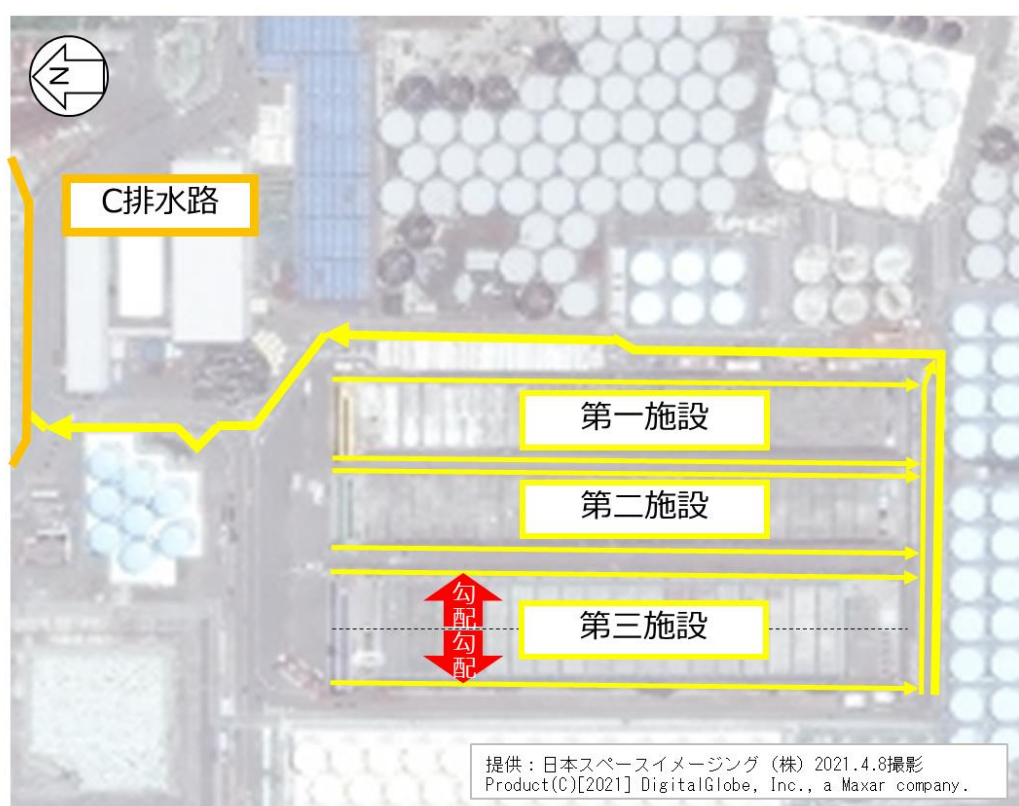 N
C排水路
第一施設
第二施設
勾配
勾配
第三施設
提供：日本スペースイメージング（株）2021.4.8撮影
Product(C)[2021] DigitalGlobe, Inc., a Maxar company.